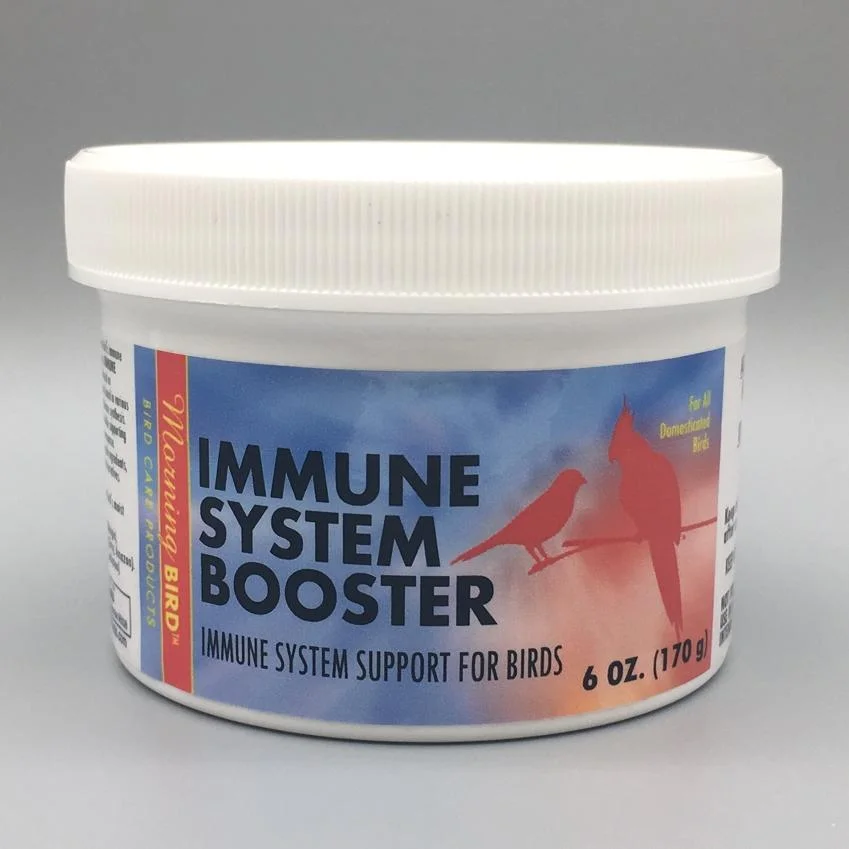 Morning BIRD™
BIRD CARE PRODUCTS
IMMUNE
SYSTEM
BOOSTER
IMMUNE SYSTEM SUPPORT FOR BIRDS
For All
Domesticated
Birds
6 OZ. (170 g)